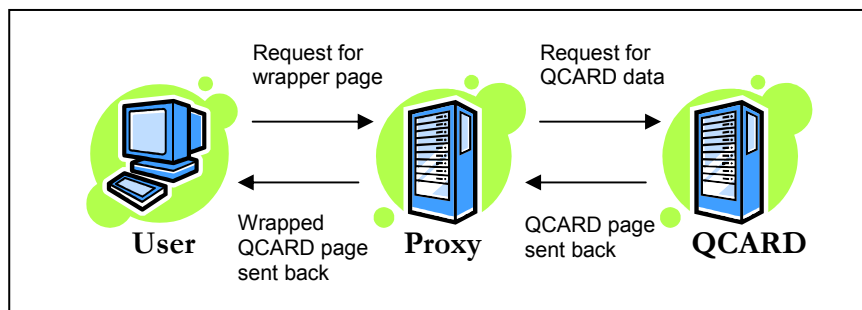 Request for
wrapper page
Request for
QCARD data
User
Wrapped
QCARD page
sent back
Proxy
QCARD page
sent back
QCARD